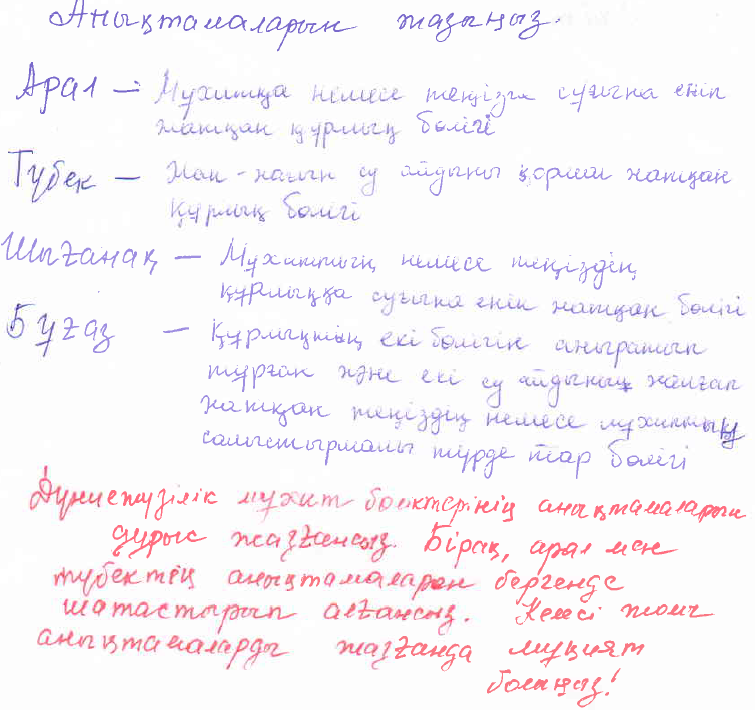 Анықтамаларын жазыңыз.
Арал — Мұхитқа немесе теңізге сұғына еніп
жатқан құрлық бөлігі
Түбек — Жан-жағын су айдыны қоршап жатқан
құрлық бөлігі
Шығанақ — Мұхиттың немесе теңіздің
құрлыққа сұғына еніп жатқан бөлігі
Бұғаз — Құрлықтың екі бөлігін аныратып
тұрған және екі су айдының жалғап
жатқан теңіздің немесе мұхиттың
салыстырмалы түрде тар бөлігі
Дүниежүзілік мұхит бөліктерінің анықтамаларын
дұрыс жазғансыз. Бірақ, арал мен
түбектің анықтамаларын бергенде
шатастырып алғансыз. Келесі жолы
анықтамаларды жазғанда мұқият
болыңыз!